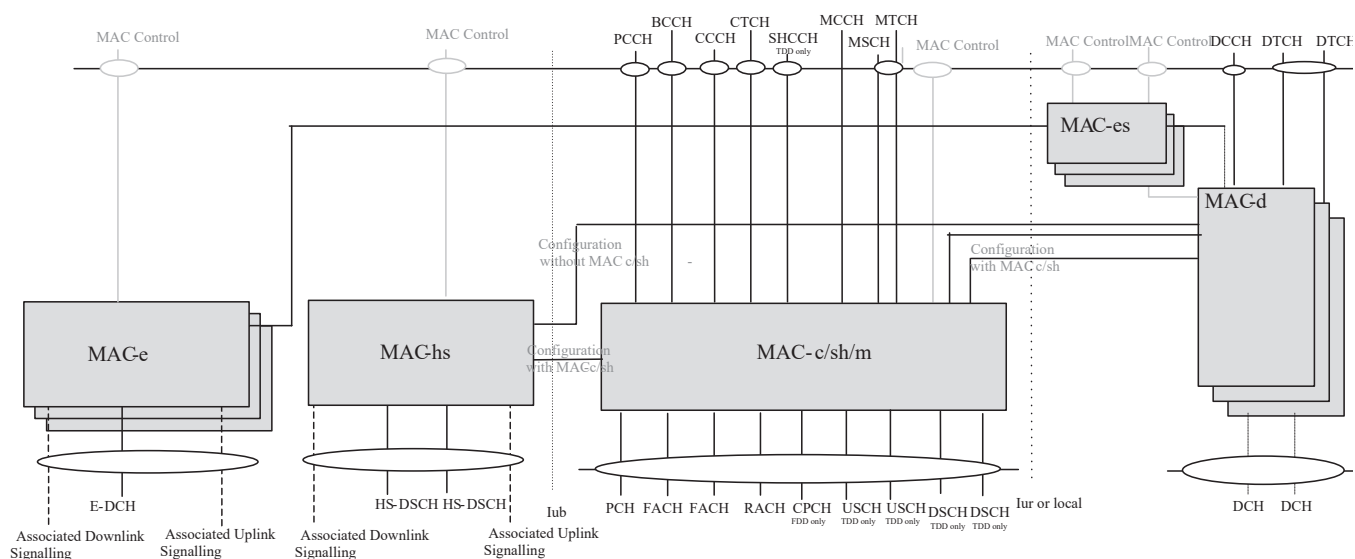 BCCH CTCH MCCH MTCH
MAC Control MAC Control PCCH CCCH SHCCH MSCH MAC Control MAC Control MAC Control DCCH DTCH DTCH
TDD only
MAC-es
MAC-d
Configuration
without MAC c/sh -
Configuration
with MAC c/sh
MAC-e MAC-hs MAC- c/sh/m
Configuration
with MAC-c/sh
E-DCH HS-DSCH HS-DSCH Iub PCH FACH FACH RACH CPCH USCH USCH DSCH DSCH Iur or local DCH DCH
FDD only TDD only TDD only TDD only TDD only
Associated Downlink
Signalling
Associated Uplink
Signalling
Associated Downlink
Signalling
Associated Uplink
Signalling